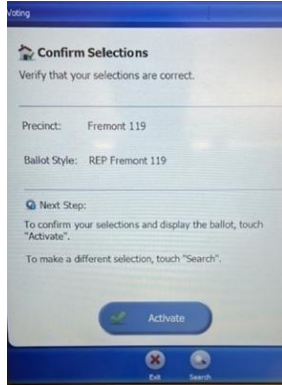 Voting
Confirm Selections
Verify that your selections are correct.
Precinct: Fremont 119
Ballot Style: REP Fremont 119
Next Step:
To confirm your selections and display the ballot, touch
"Activate".
To make a different selection, touch "Search".
Activate
Exit Search